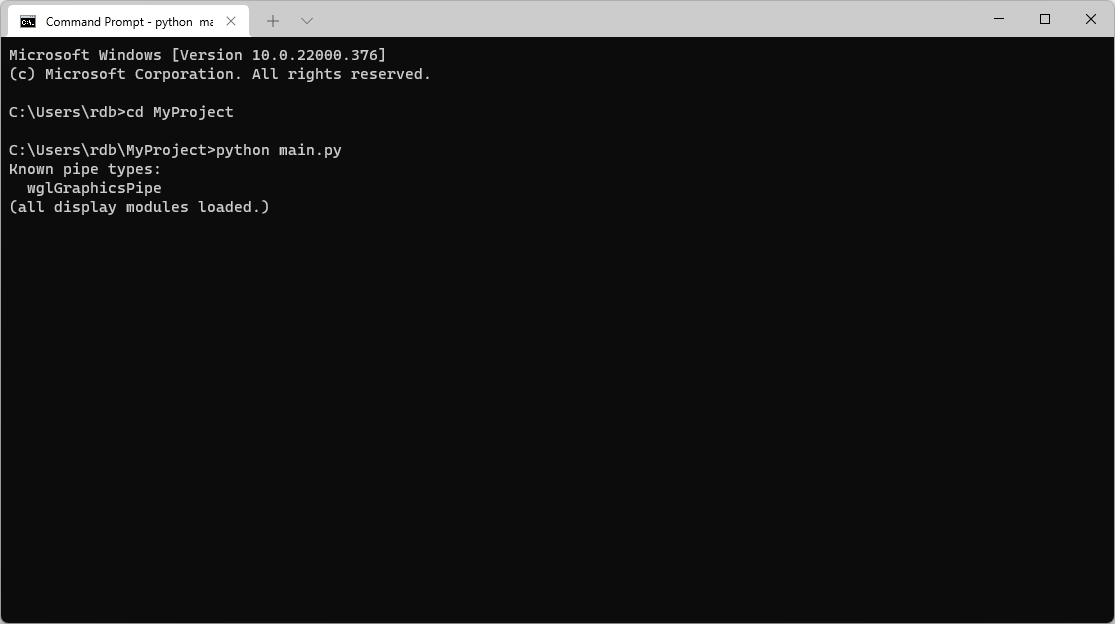 Command Prompt - python  ma
Microsoft Windows [Version 10.0.22000.376]
(c) Microsoft Corporation. All rights reserved.
C:\Users\rdb>cd MyProject
C:\Users\rdb\MyProject>python main.py
Known pipe types:
  wglGraphicsPipe
(all display modules loaded.)